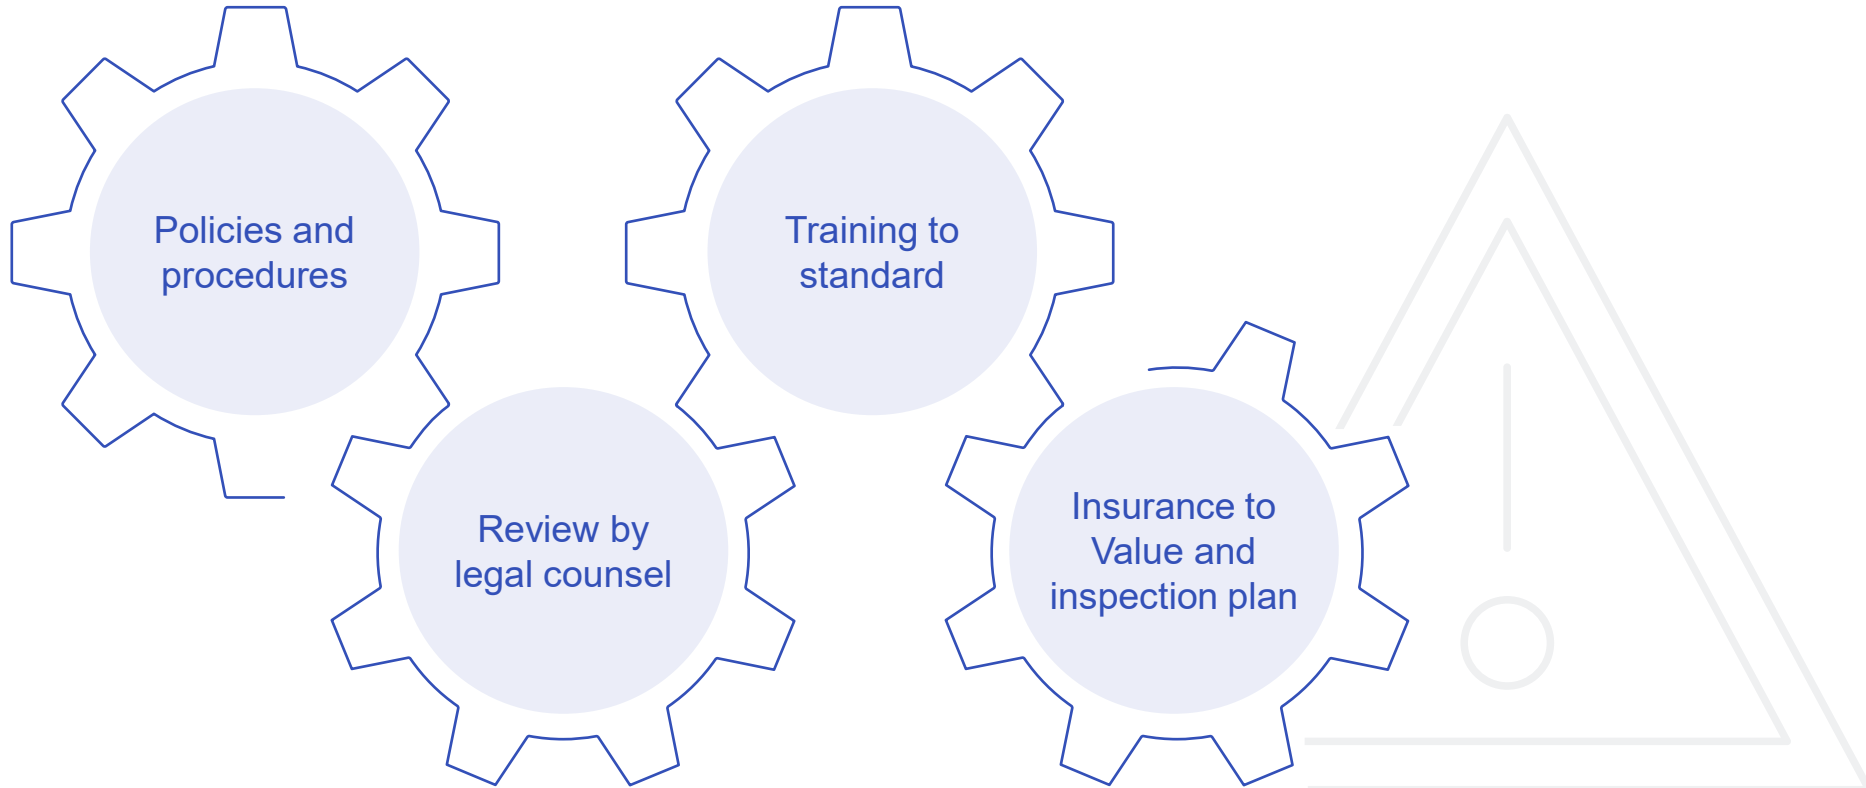 Policies and
procedures
Review by
legal counsel
Training to
standard
Insurance to
Value and
inspection plan